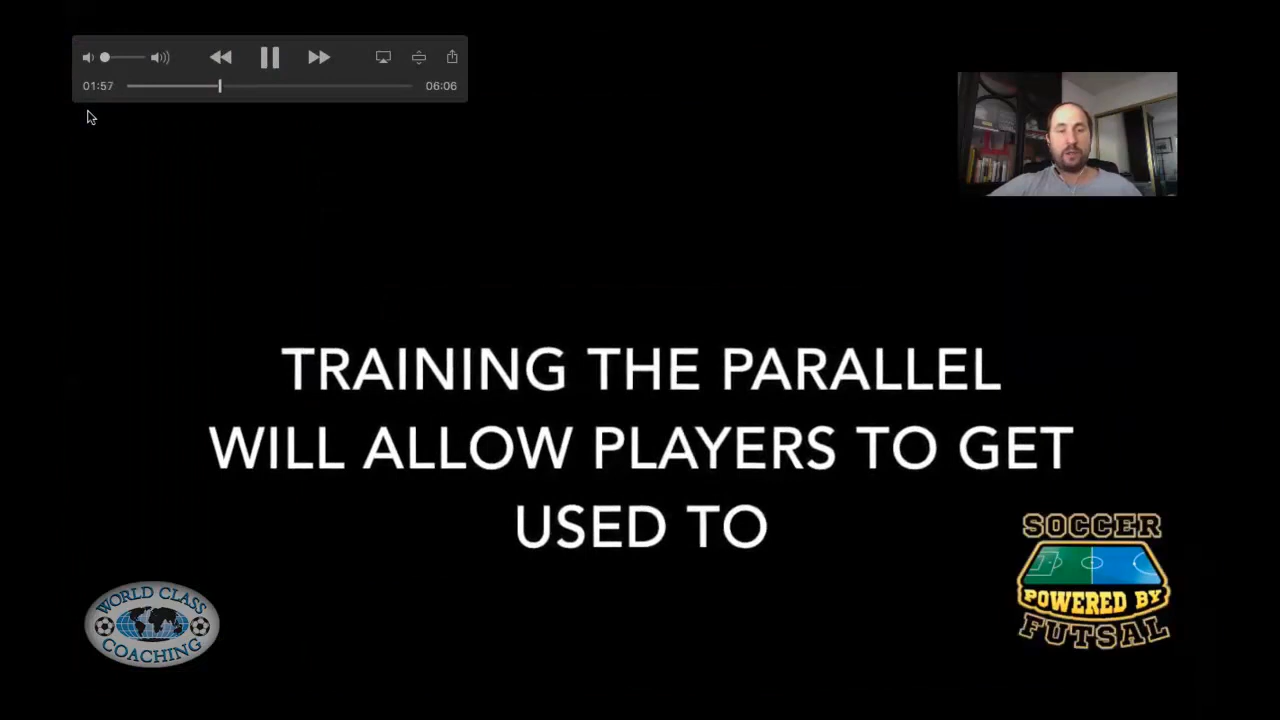 01:57
06:06
TRAINING THE PARALLEL
WILL ALLOW PLAYERS TO GET
USED TO
SOCCER
POWERED BY
FUTSAL
WORLD CLASS
COACHING